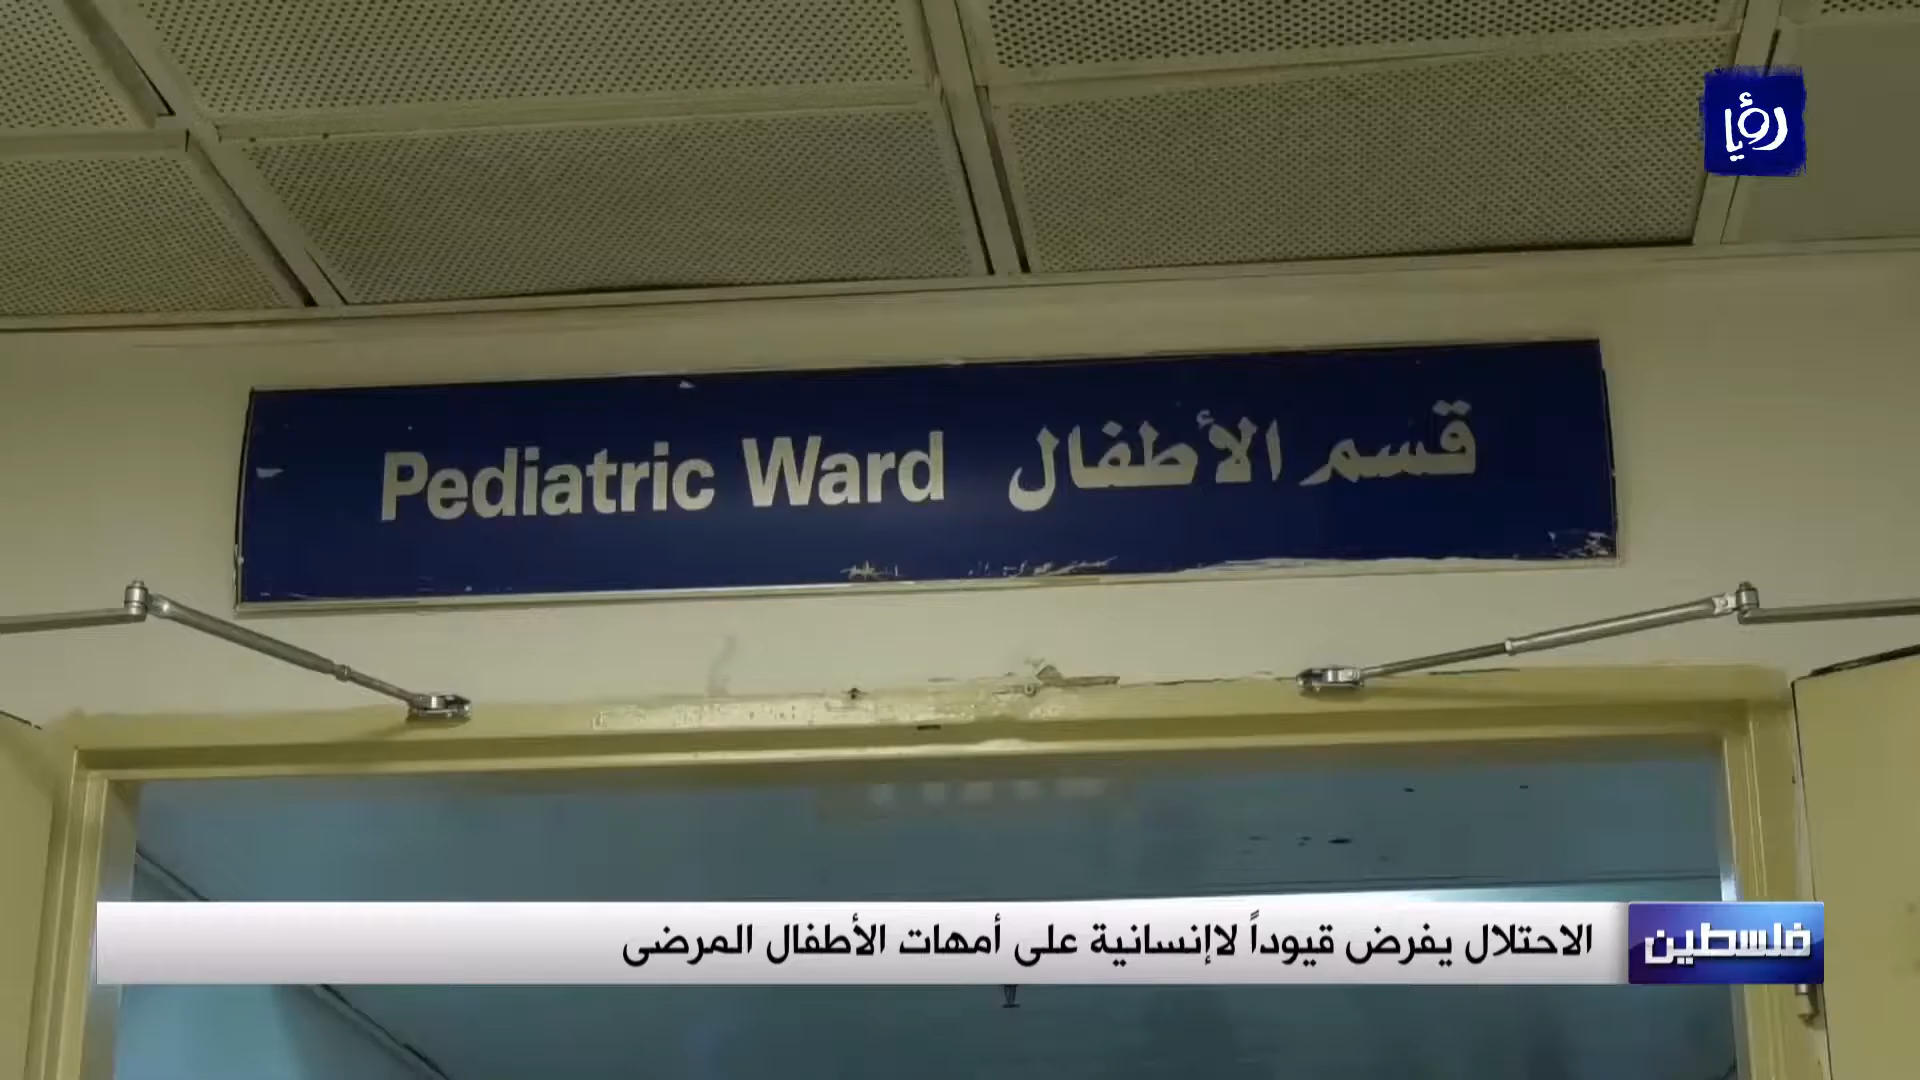 رؤيا
Pediatric Ward قسم الأطفال
فلسطين
الاحتلال يفرض قيوداً لاإنسانية على أمهات الأطفال المرضى